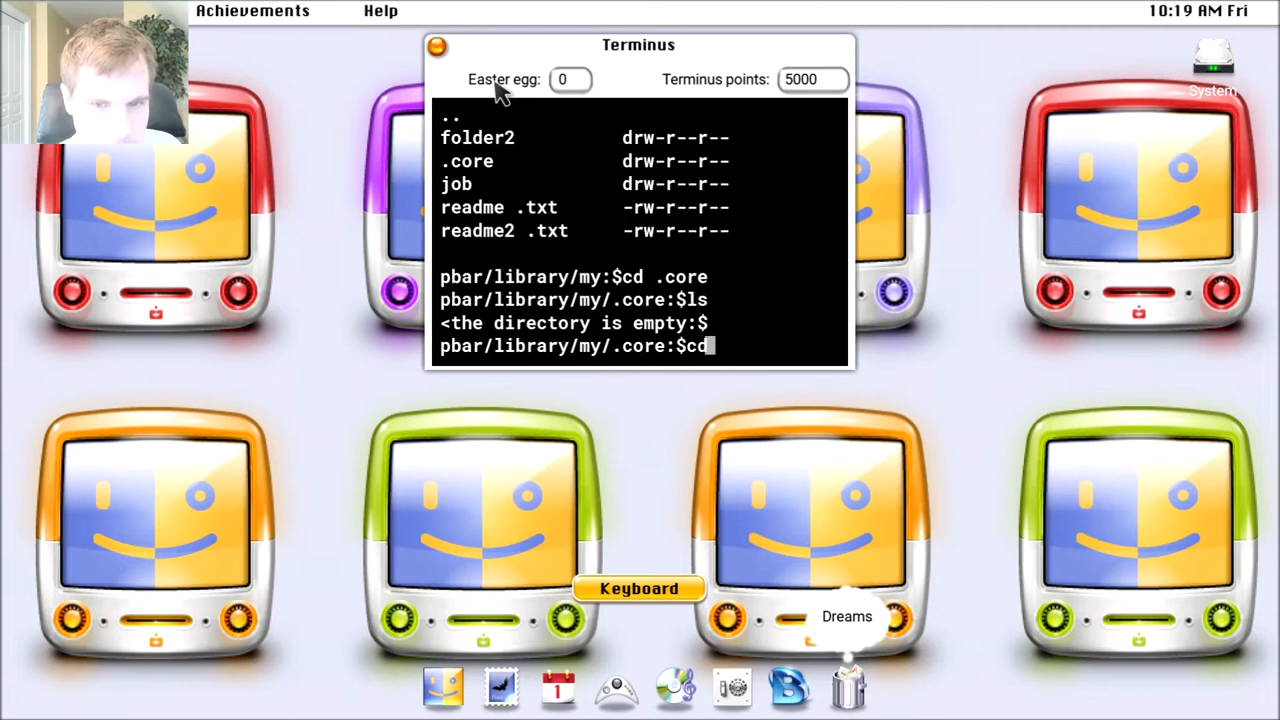 Achievements Help 10:19 AM Fri
Terminus
Easter egg: 0 Terminus points: 5000
System
..
folder2 drw-r--r--
.core drw-r--r--
job drw-r--r--
readme .txt -rw-r--r--
readme2 .txt -rw-r--r--
pbar/library/my:$cd .core
pbar/library/my/.core:$ls
<the directory is empty:$
pbar/library/my/.core:$cd
Keyboard
Dreams
1
B